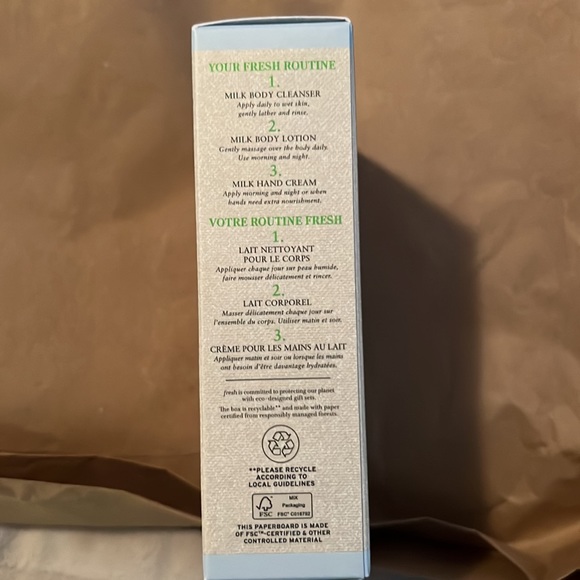 YOUR FRESH ROUTINE
1.
MILK BODY CLEANSER
Apply daily to wet skin,
gently lather and rinse.
2.
MILK BODY LOTION
Gently massage over the body daily.
Use morning and night.
3.
MILK HAND CREAM
Apply morning and night or when
hands need extra nourishment.
VOTRE ROUTINE FRESH
1.
LAIT NETTOYANT
POUR LE CORPS
Appliquer chaque jour sur peau humide,
faire mousser délicatement et rincer.
2.
LAIT CORPOREL
Masser délicatement chaque jour sur
l'ensemble du corps. Utiliser matin et soir.
3.
CRÈME POUR LES MAINS AU LAIT
Appliquer matin et soir ou lorsque les mains
ont besoin d'être davantage hydratées.
fresh is committed to protecting our planet
with eco-designed gift sets.
The box is recyclable** and made with paper
certified from responsibly managed forests.
**PLEASE RECYCLE
ACCORDING TO
LOCAL GUIDELINES
FSC
MIX
Packaging
FSC® C016782
THIS PAPERBOARD IS MADE
OF FSC™-CERTIFIED & OTHER
CONTROLLED MATERIAL